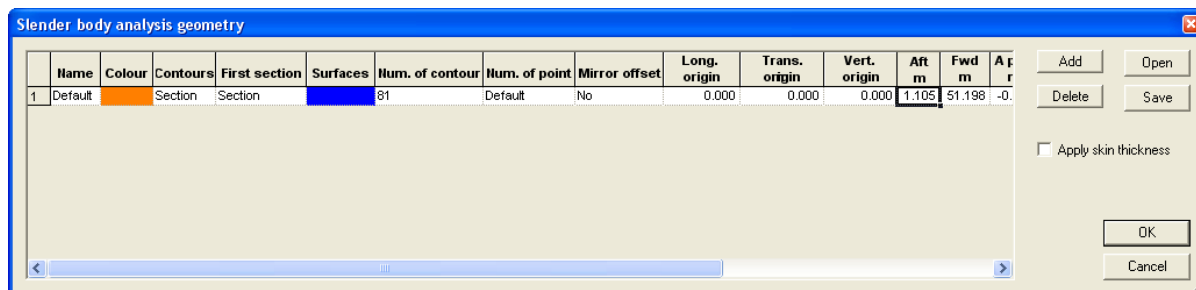 Slender body analysis geometry
Name Colour Contours First section Surfaces Num. of contour Num. of point Mirror offset Long. origin Trans. origin Vert. origin Aft m Fwd m A
1 Default Section Section 81 Default No 0.000 0.000 0.000 1.105 51.198 -0.
Add Open
Delete Save
Apply skin thickness
OK
Cancel